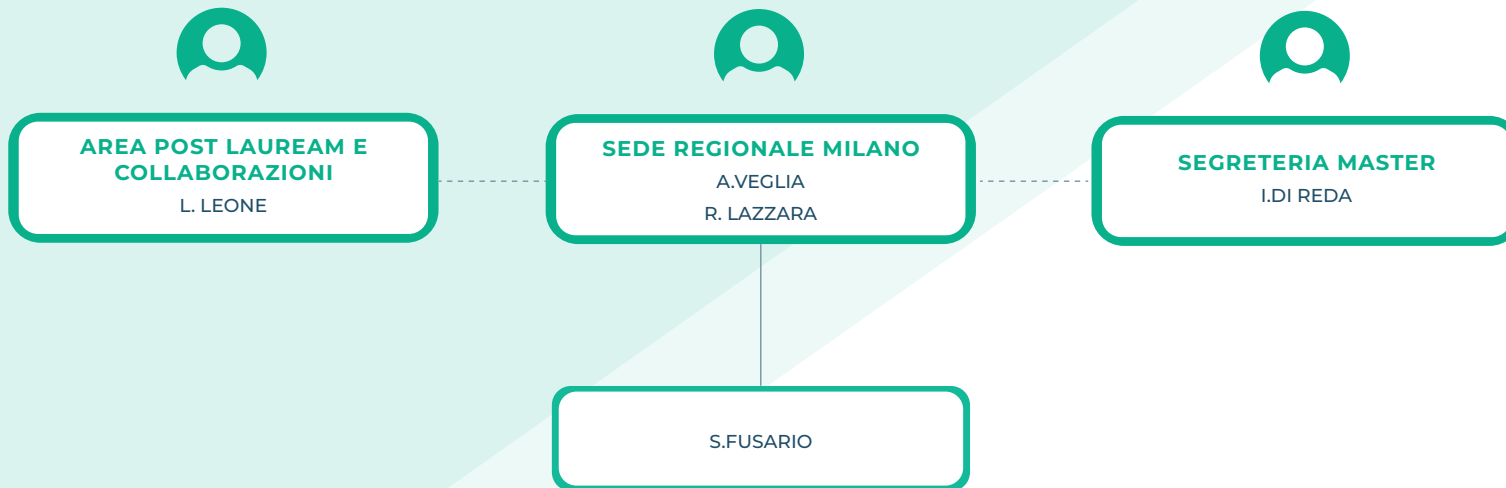 AREA POST LAUREAM E
COLLABORAZIONI
L. LEONE
SEDE REGIONALE MILANO
A.VEGLIA
R. LAZZARA
SEGRETERIA MASTER
I.DI REDA
S.FUSARIO